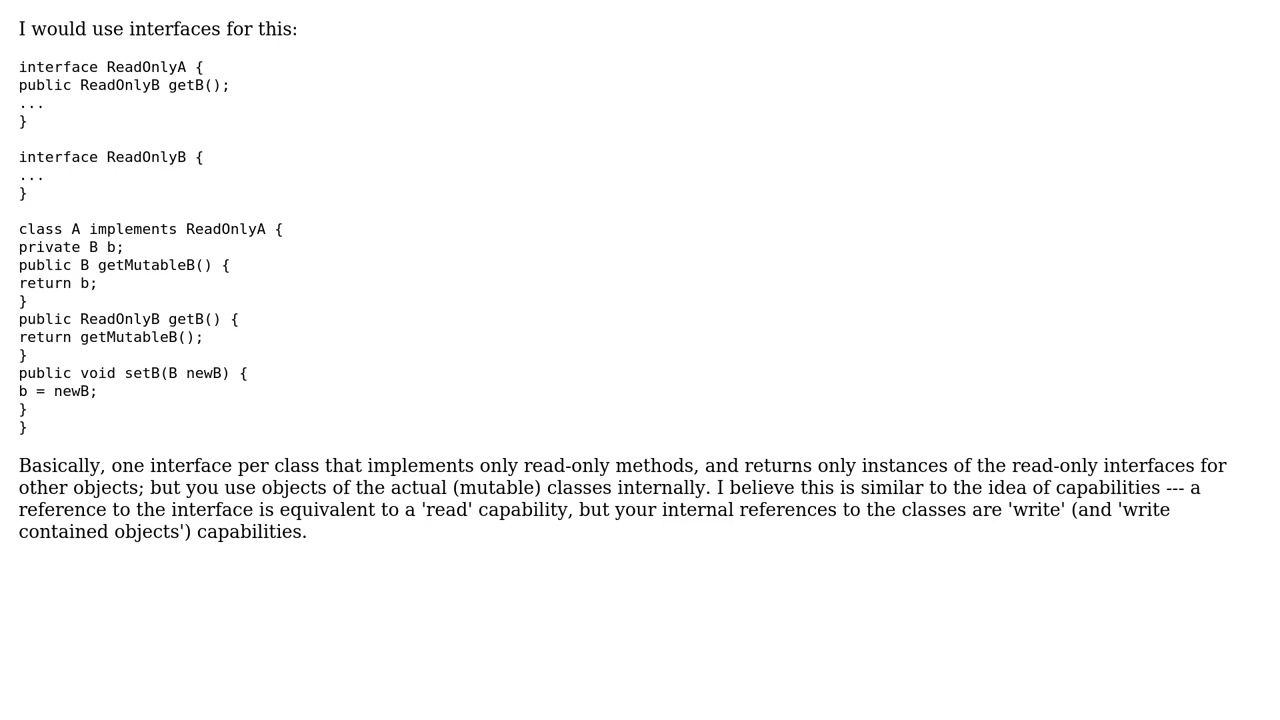 I would use interfaces for this:
interface ReadOnlyA {
public ReadOnlyB getB();
...
}
interface ReadOnlyB {
...
}
class A implements ReadOnlyA {
private B b;
public B getMutableB() {
return b;
}
public ReadOnlyB getB() {
return getMutableB();
}
public void setB(B newB) {
b = newB;
}
}
Basically, one interface per class that implements only read-only methods, and returns only instances of the read-only interfaces for
other objects; but you use objects of the actual (mutable) classes internally. I believe this is similar to the idea of capabilities --- a
reference to the interface is equivalent to a 'read' capability, but your internal references to the classes are 'write' (and 'write
contained objects') capabilities.